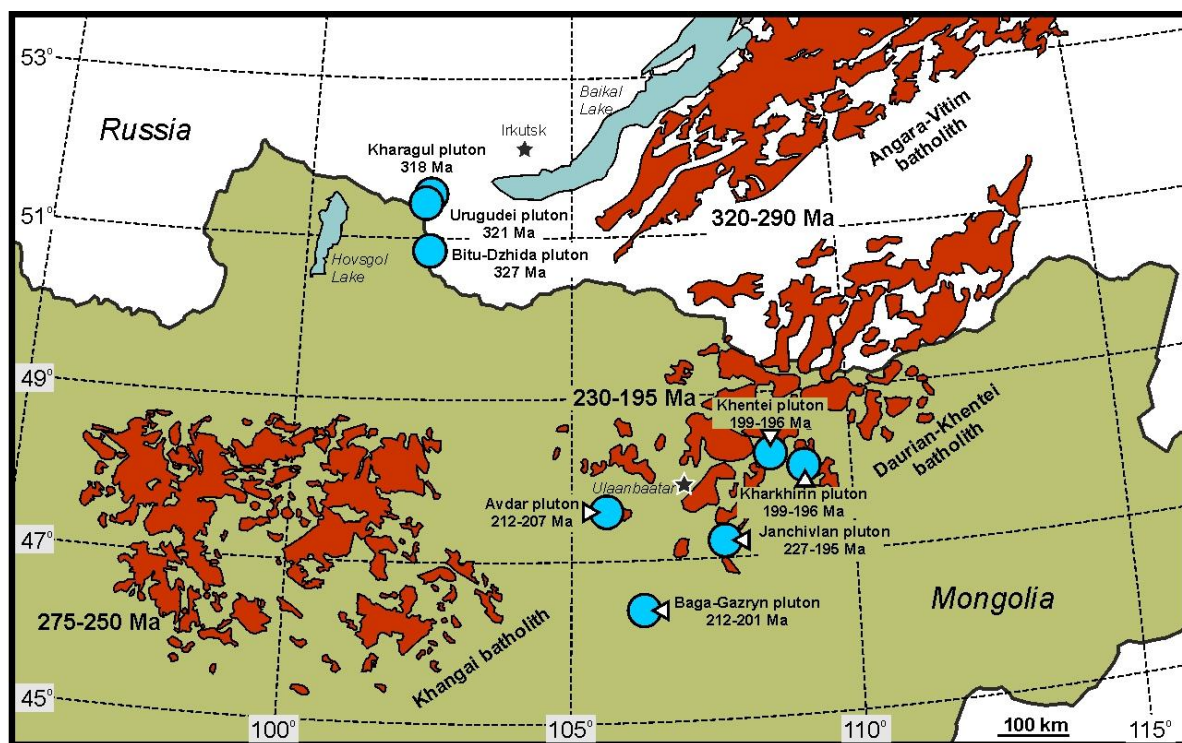 53°
Russia
Irkutsk
Baikal
Lake
Angara-Vitim
batholith
Kharagul pluton
318 Ma
51°
Urugudei pluton
321 Ma
320-290 Ma
Bitu-Dzhida pluton
327 Ma
Hovsgol
Lake
49°
230-195 Ma
Khentei pluton
199-196 Ma
Daurian-Khentei
batholith
Ulaanbaatar
Avdar pluton
212-207 Ma
Kharkhirin pluton
199-196 Ma
Janchivlan pluton
227-195 Ma
47°
Baga-Gazryn pluton
212-201 Ma
Mongolia
275-250 Ma
Khangai batholith
45°
100°
105°
110°
100 km
115°